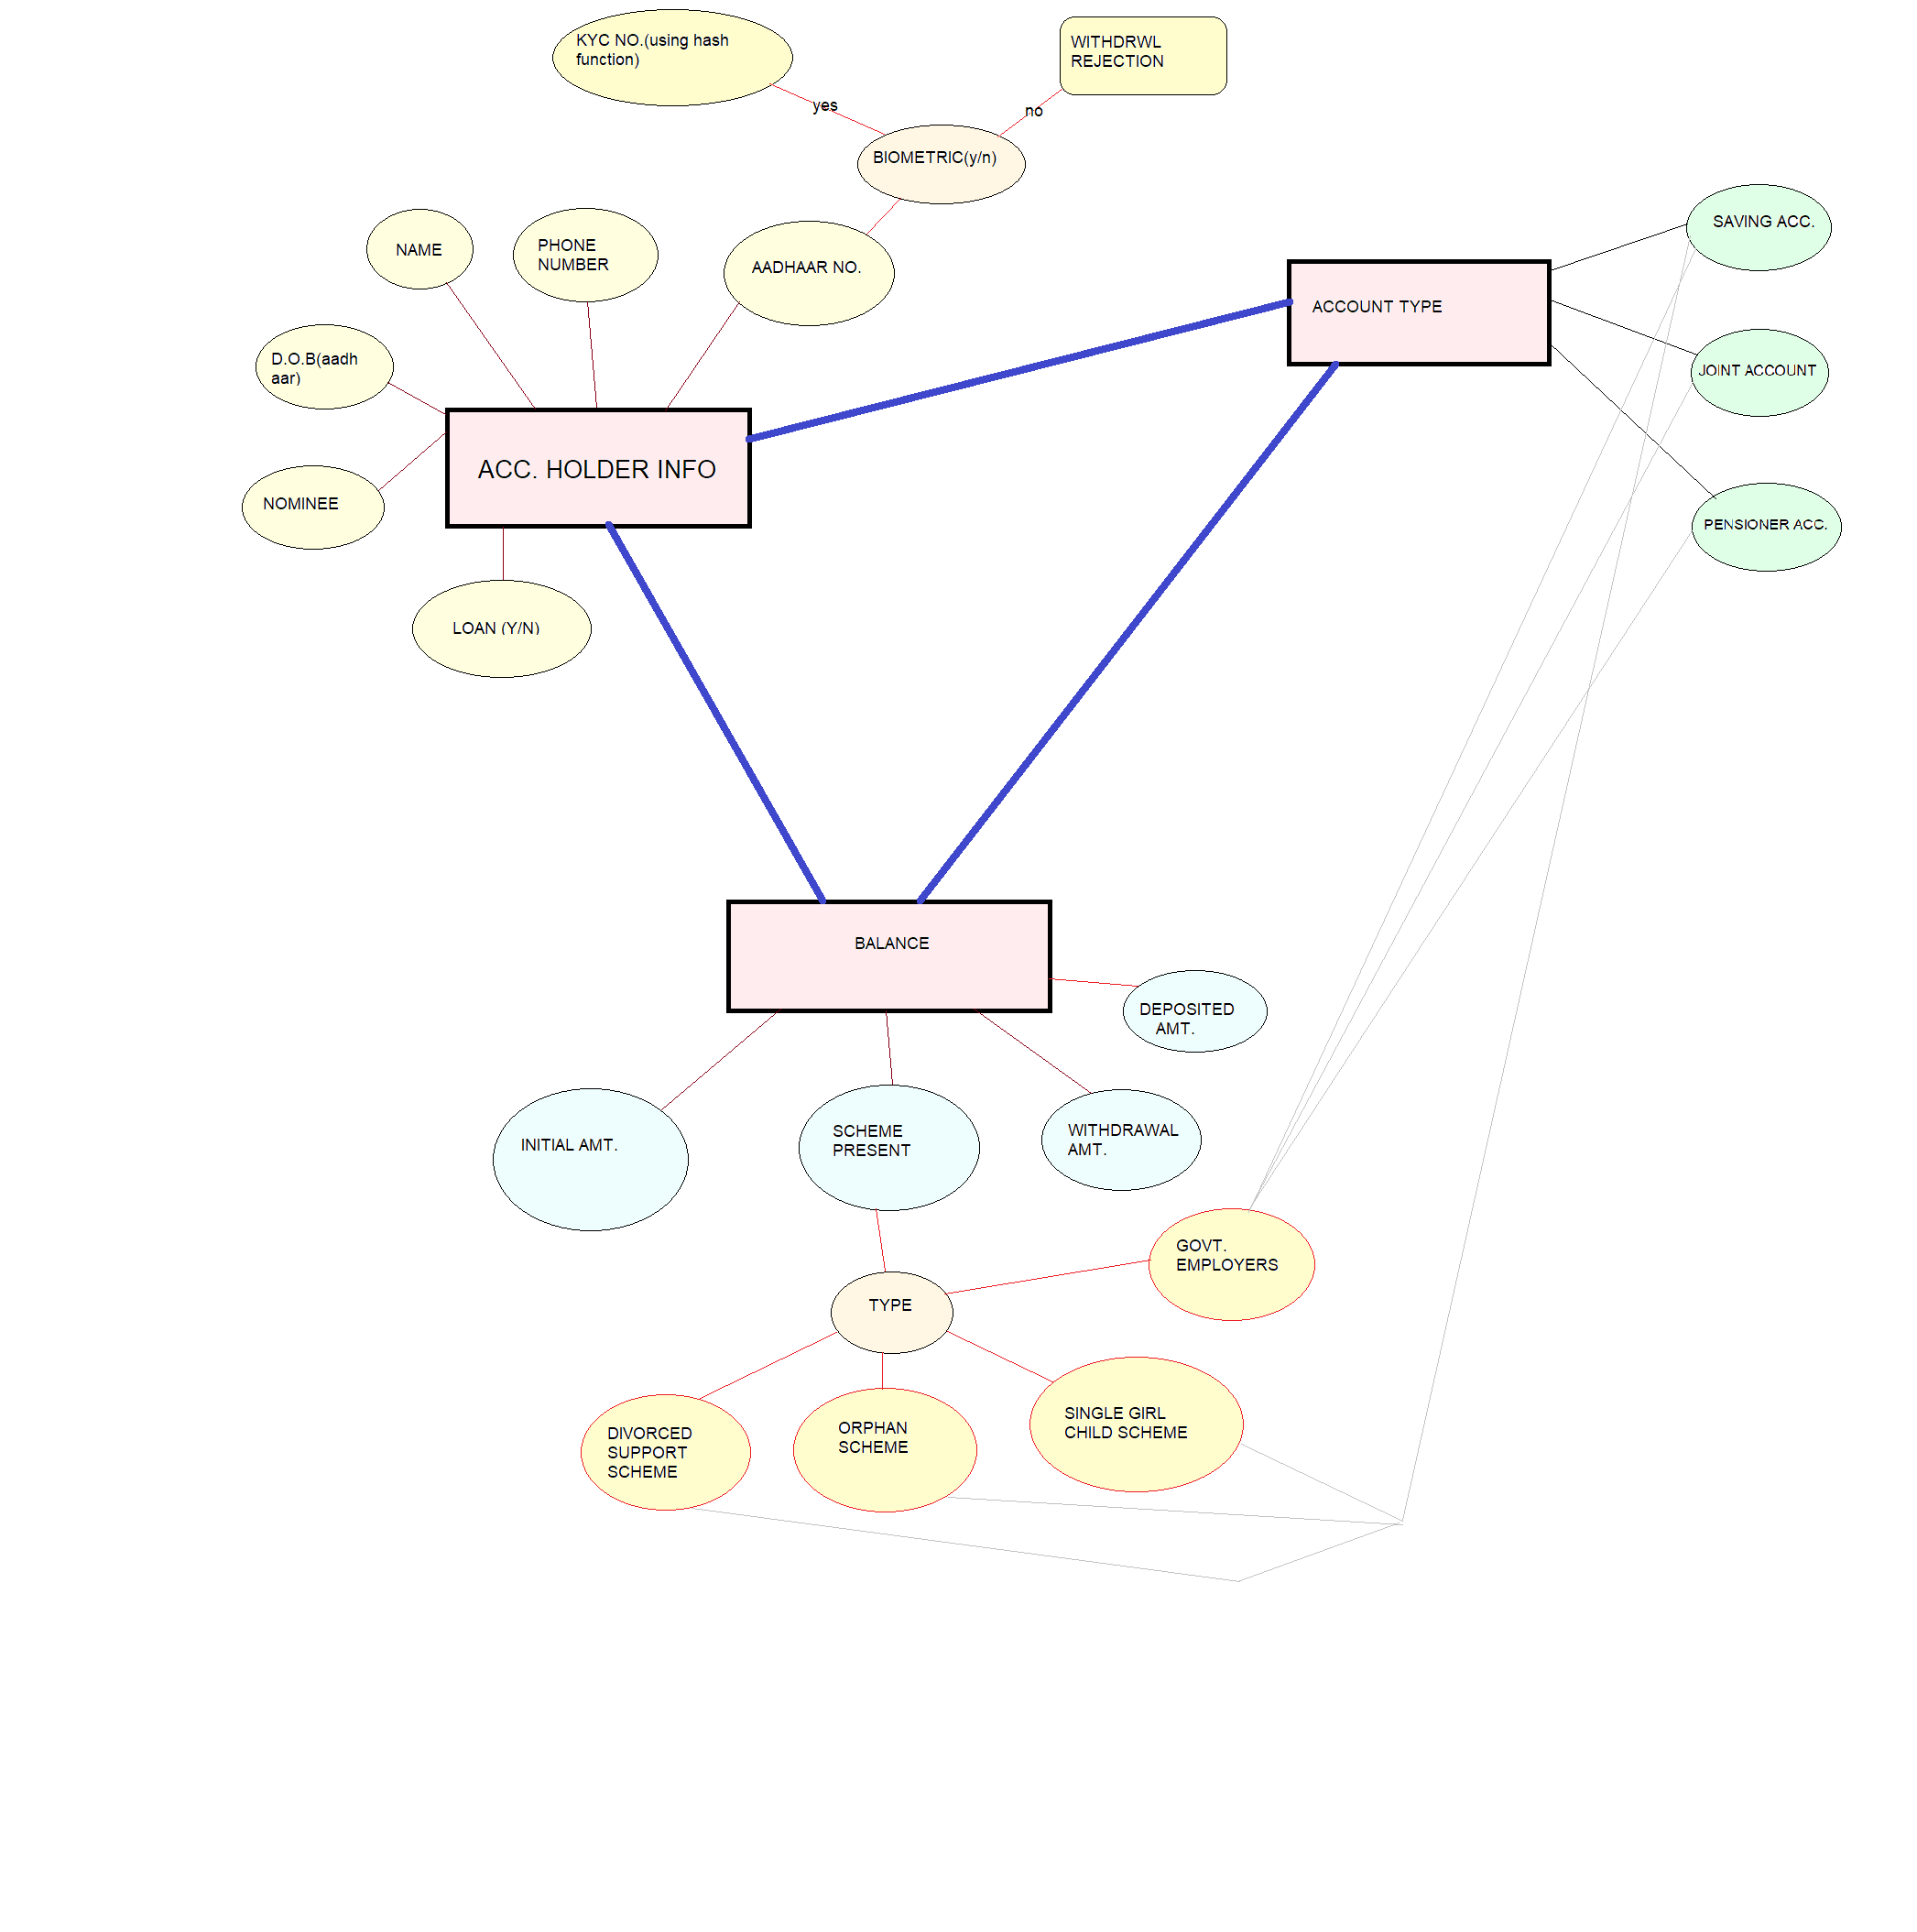 KYC NO.(using hash
function)
WITHDRWL
REJECTION
yes
no
BIOMETRIC(y/n)
NAME
PHONE
NUMBER
AADHAAR NO.
SAVING ACC.
ACCOUNT TYPE
D.O.B(aadh
aar)
JOINT ACCOUNT
ACC. HOLDER INFO
NOMINEE
PENSIONER ACC.
LOAN (Y/N)
BALANCE
DEPOSITED
AMT.
INITIAL AMT.
SCHEME
PRESENT
WITHDRAWAL
AMT.
GOVT.
EMPLOYERS
TYPE
DIVORCED
SUPPORT
SCHEME
ORPHAN
SCHEME
SINGLE GIRL
CHILD SCHEME